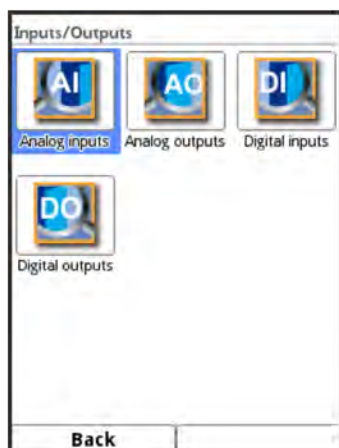 Inputs/Outputs
AI AO DI
Analog inputs Analog outputs Digital inputs
DO
Digital outputs
Back